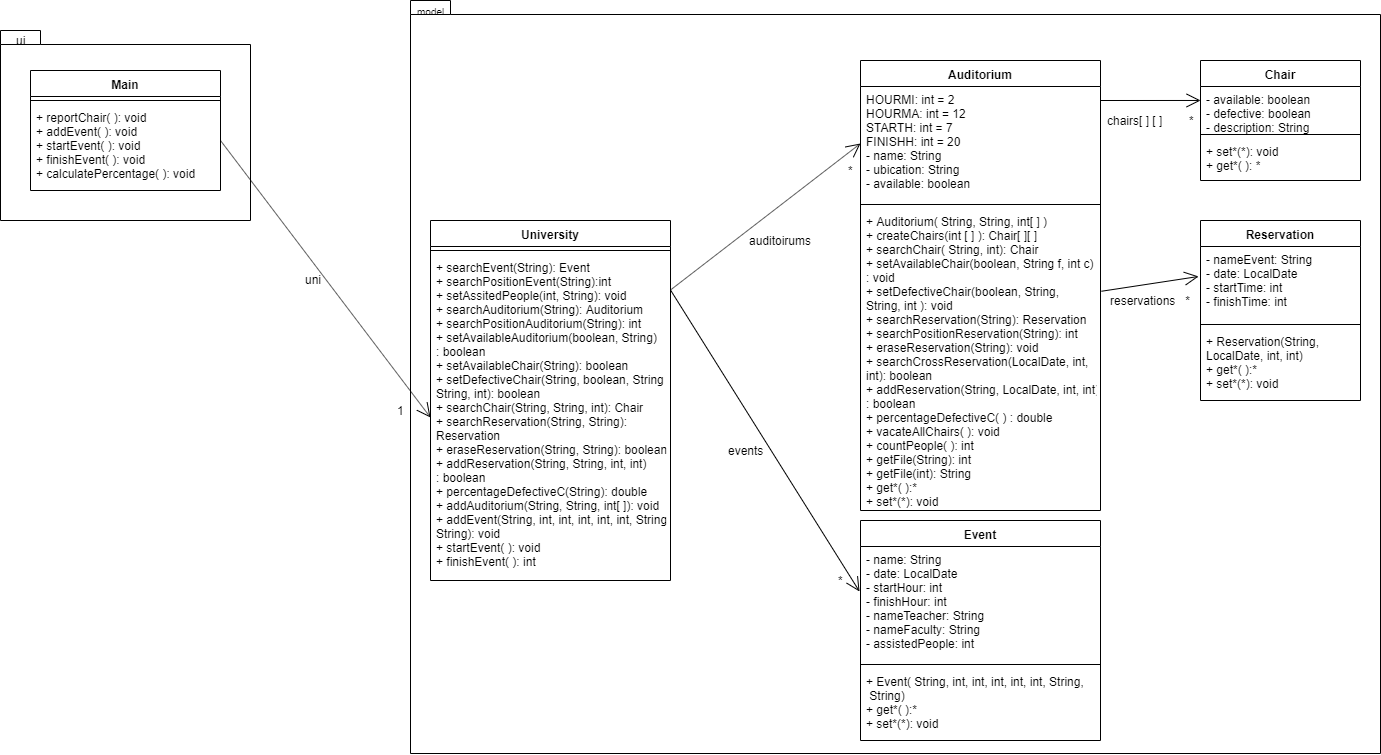 ui
Main
+ reportChair( ): void
+ addEvent( ): void
+ startEvent( ): void
+ finishEvent( ): void
+ calculatePercentage( ): void
uni
1
model
University
+ searchEvent(String): Event
+ searchPositionEvent(String):int
+ setAssitedPeople(int, String): void
+ searchAuditorium(String): Auditorium
+ searchPositionAuditorium(String): int
+ setAvailableAuditorium(boolean, String)
: boolean
+ setAvailableChair(String): boolean
+ setDefectiveChair(String, boolean, String
String, int): boolean
+ searchChair(String, String, int): Chair
+ searchReservation(String, String):
Reservation
+ eraseReservation(String, String): boolean
+ addReservation(String, String, int, int)
: boolean
+ percentageDefectiveC(String): double
+ addAuditorium(String, String, int[ ]): void
+ addEvent(String, int, int, int, int, int, String
String): void
+ startEvent( ): void
+ finishEvent( ): int
auditoirums
*
events
*
Auditorium
HOURMI: int = 2
HOURMA: int = 12
STARTH: int = 7
FINISHH: int = 20
- name: String
- ubication: String
- available: boolean
+ Auditorium( String, String, int[ ] )
+ createChairs(int [ ] ): Chair[ ][ ]
+ searchChair( String, int): Chair
+ setAvailableChair(boolean, String f, int c)
: void
+ setDefectiveChair(boolean, String,
String, int ): void
+ searchReservation(String): Reservation
+ searchPositionReservation(String): int
+ eraseReservation(String): void
+ searchCrossReservation(LocalDate, int,
int): boolean
+ addReservation(String, LocalDate, int, int
: boolean
+ percentageDefectiveC( ) : double
+ vacateAllChairs( ): void
+ countPeople( ): int
+ getFile(String): int
+ getFile(int): String
+ get*( ):*
+ set*(*): void
chairs[ ] [ ]
*
reservations
*
Chair
- available: boolean
- defective: boolean
- description: String
+ set*(*): void
+ get*( ): *
Reservation
- nameEvent: String
- date: LocalDate
- startTime: int
- finishTime: int
+ Reservation(String,
LocalDate, int, int)
+ get*( ):*
+ set*(*): void
Event
- name: String
- date: LocalDate
- startHour: int
- finishHour: int
- nameTeacher: String
- nameFaculty: String
- assistedPeople: int
+ Event( String, int, int, int, int, int, String,
String)
+ get*( ):*
+ set*(*): void